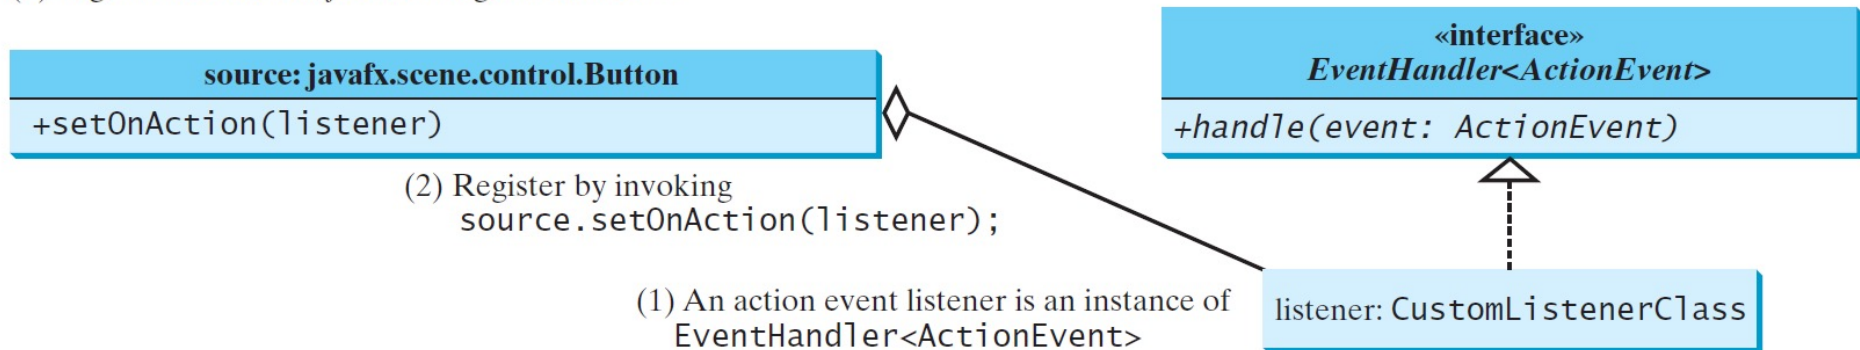 source: javafx.scene.control.Button
+setOnAction(listener)
«interface»
EventHandler<ActionEvent>
+handle(event: ActionEvent)
(2) Register by invoking
source.setOnAction(listener);
(1) An action event listener is an instance of
EventHandler<ActionEvent>
listener: CustomListenerClass